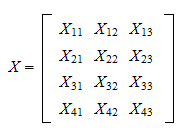 X₁₁ X₁₂ X₁₃
X₂₁ X₂₂ X₂₃
X =
X₃₁ X₃₂ X₃₃
X₄₁ X₄₂ X₄₃